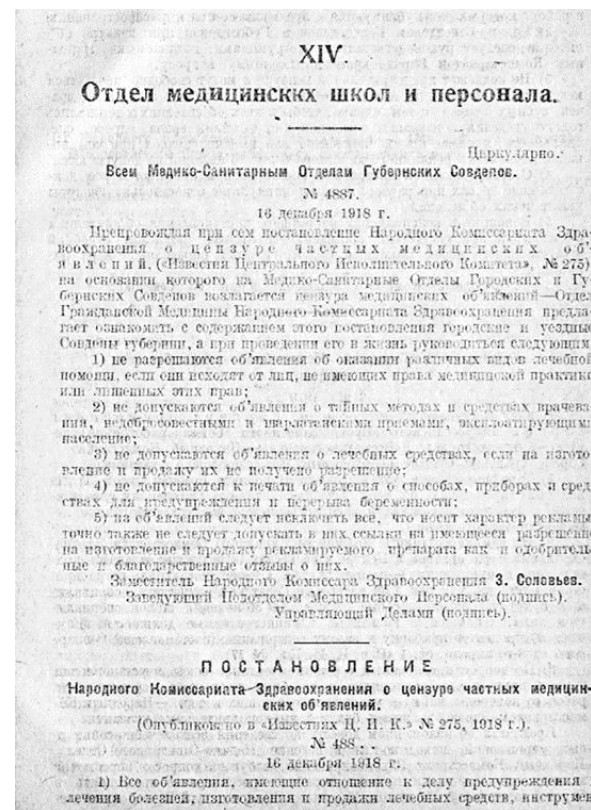 XIV.
Отдел медицинскх школ и персонала.
Циркулярно.
Всем Медико-Санитарным Отделам Губернских Совдепов.
№ 4887.
16 декабря 1918 г.
Препровождая при сем постановление Народного Комиссариата Здра-
воохранения о цензуре частных медицинских об'-
явлений, («Известия Центрального Исполнительного Комитета», № 275)
на основании которого на Медико-Санитарные Отделы Городских и Гу-
бернских Совдепов возлагается цензура медицинских об'явлений—Отдел
Гражданской Медицины Народного Комиссариата Здравоохранения предла-
гает ознакомить с содержанием этого постановления городские и уездные
Совдепы губернии, а при проведении его в жизнь руководиться следующим
1) не разрешаются об'явления об оказании различных видов лечебной
помощи, если они исходят от лиц, не имеющих права медицинской практики
или лишенных этих прав;
2) не допускаются об'явления о тайных методах и средствах врачева-
ния, недобросовестными и шарлатанскими приемами, эксплоатирующими
население;
3) не допускаются об'явления о лечебных средствах, если на изгото-
вление и продажу их не получено разрешение;
4) не допускаются к печати об'явления о способах, приборах и сред
ствах для предупреждения и перерыва беременности;
5) из об'явлений следует исключить все, что носит характер рекламы
точно также не следует допускать в них ссылки на имеющееся разрешение
на изготовление и продажу рекламируемого препарата как и одобритель
ные и благодарственные отзывы о них.
Заместитель Народного Комиссара Здравоохранения З. Соловьев.
Заведующий Подотделом Медицинского Персонала (подпись).
Управляющий Делами (подпись).
ПОСТАНОВЛЕНИЕ
Народного Комиссариата Здравоохранения о цензуре частных медицин-
ских об'явлений.
(Опубликовано в «Известиях Ц. И. К.» № 275, 1918 г.).
№ 488
16 декабря 1918 г.
1) Все об'явления, имеющие отношение к делу предупреждения
лечения болезней, изготовления и продажи лечебных средств, инструмен